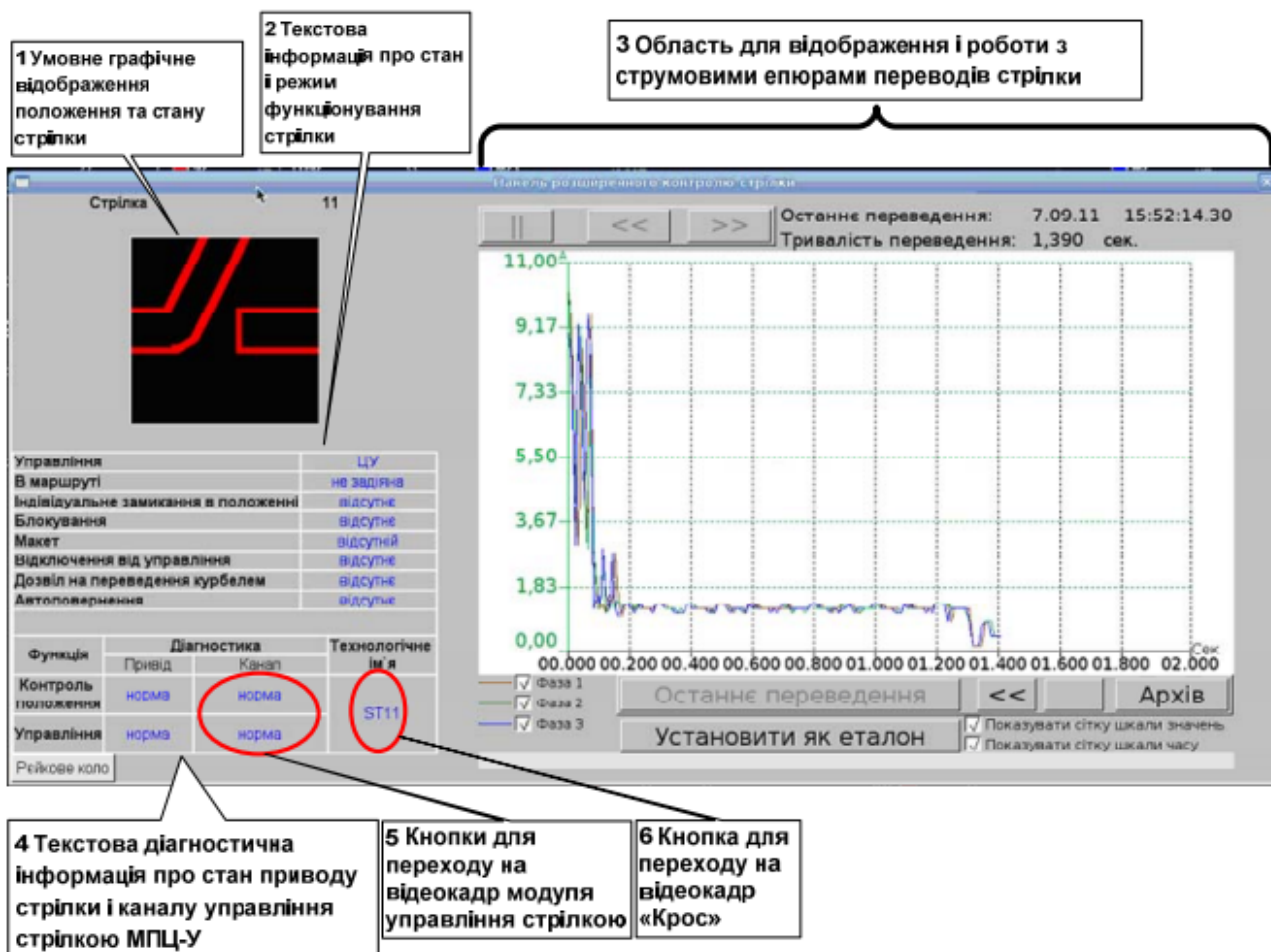 1 Умовне графічне
відображення
положення та стану
стрілки
2 Текстова
інформація про стан
і режим
функціонування
стрілки
3 Область для відображення і роботи з
струмовими епюрами переводів стрілки
Панель розширенного контролю стрілки
Стрілка 11
|| << >>
Останнє переведення: 7.09.11 15:52:14.30
Тривалість переведення: 1,390 сек.
A
11,00
9,17
7,33
5,50
3,67
1,83
0,00
Сек
00.000 00.200 00.400 00.600 00.800 01.000 01.200 01.400 01.600 01.800 02.000
Управління ЦУ
В маршруті не задіяна
Індівідуальне замикання в положенні відсутнє
Блокування відсутнє
Макет відсутній
Відключення від управління відсутнє
Дозвіл на переведення курбелем відсутнє
Автоповернення відсутнє
Функція Діагностика Технологічне ім`я
Привід Канал
Контроль положення норма норма
ST11
Управління норма норма
Рейкове коло
Фаза 1
Фаза 2
Фаза 3
Останнє переведення << Архів
Установити як еталон
Показувати сітку шкали значень
Показувати сітку шкали часу
4 Текстова діагностична
інформація про стан приводу
стрілки і каналу управління
стрілкою МПЦ-У
5 Кнопки для
переходу на
відеокадр модуля
управління стрілкою
6 Кнопка для
переходу на
відеокадр
«Крос»